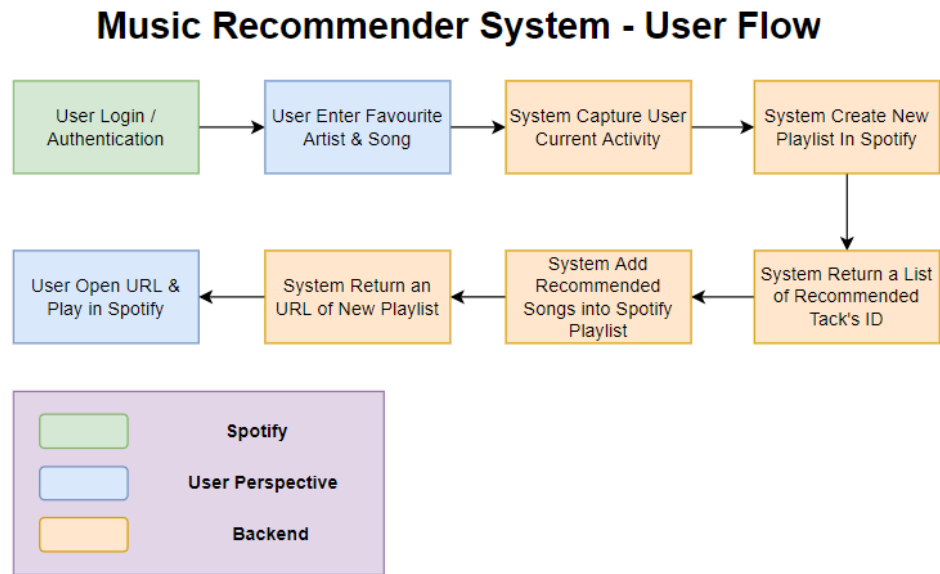 Music Recommender System - User Flow
User Login /
Authentication
User Enter Favourite
Artist & Song
System Capture User
Current Activity
System Create New
Playlist In Spotify
User Open URL &
Play in Spotify
System Return an
URL of New Playlist
System Add
Recommended
Songs into Spotify
Playlist
System Return a List
of Recommended
Tack's ID
Spotify
User Perspective
Backend